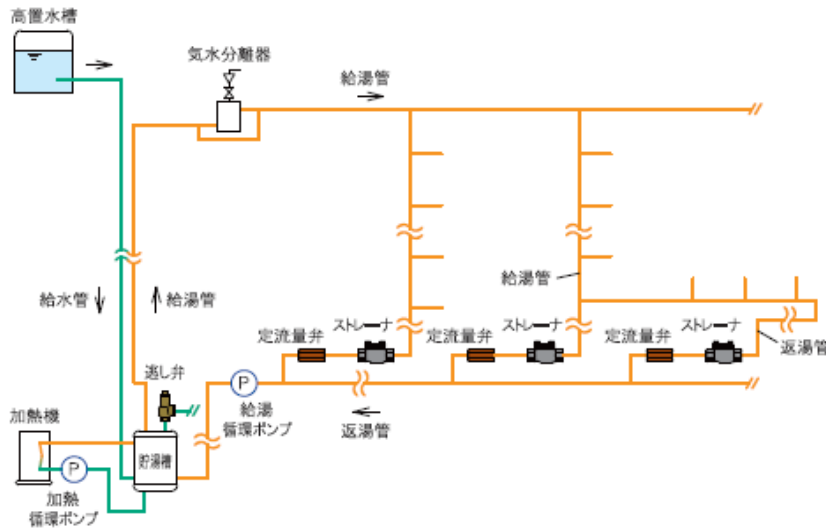 高置水槽
気水分離器
給湯管
給水管
給湯管
給湯管
定流量弁
ストレーナ
定流量弁
ストレーナ
定流量弁
ストレーナ
返湯管
逃し弁
P
給湯
循環ポンプ
返湯管
加熱機
貯湯槽
P
加熱
循環ポンプ